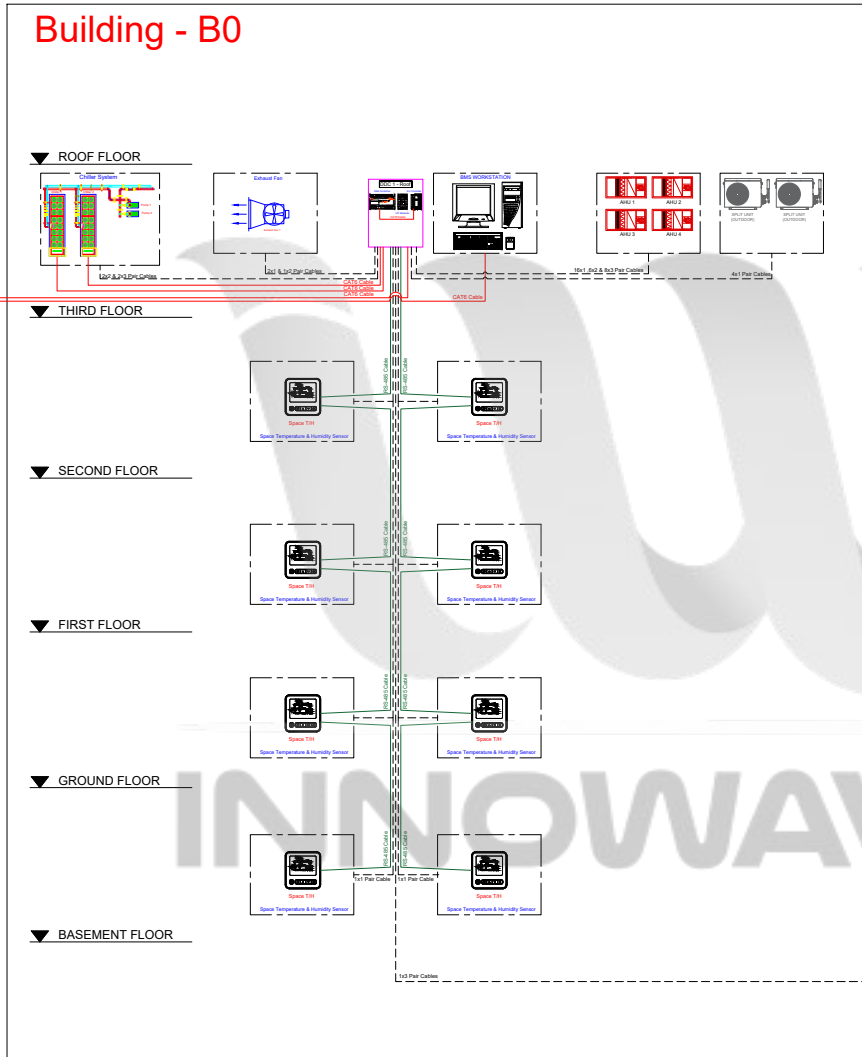 Building - B0
ROOF FLOOR
Chiller System
Exhaust Fan
DDC 1 - Roof
BMS WORKSTATION
AHU 1
AHU 2
AHU 3
AHU 4
SPLIT UNIT
(OUTDOOR)
SPLIT UNIT
(OUTDOOR)
2x2 & 2x3 Pair Cables
2x1 & 1x2 Pair Cables
16x1 ,6x2 & 8x3 Pair Cables
4x1 Pair Cables
CAT6 Cable
CAT6 Cable
CAT6 Cable
CAT6 Cable
THIRD FLOOR
RS-485 Cable
RS-485 Cable
Space T/H
Space Temperature & Humidity Sensor
Space T/H
Space Temperature & Humidity Sensor
SECOND FLOOR
RS-485 Cable
RS-485 Cable
Space T/H
Space Temperature & Humidity Sensor
Space T/H
Space Temperature & Humidity Sensor
FIRST FLOOR
RS-485 Cable
RS-485 Cable
Space T/H
Space Temperature & Humidity Sensor
Space T/H
Space Temperature & Humidity Sensor
GROUND FLOOR
RS-485 Cable
RS-485 Cable
1x1 Pair Cable
1x1 Pair Cable
Space T/H
Space Temperature & Humidity Sensor
Space T/H
Space Temperature & Humidity Sensor
BASEMENT FLOOR
1x3 Pair Cables
INNOWAV